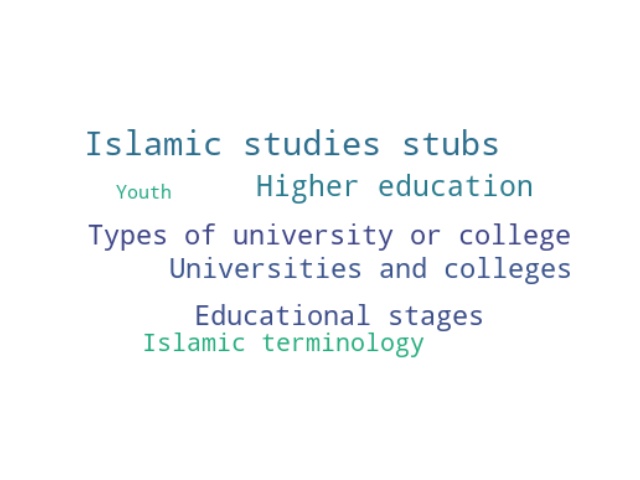 Islamic studies stubs
Youth Higher education
Types of university or college
Universities and colleges
Educational stages
Islamic terminology